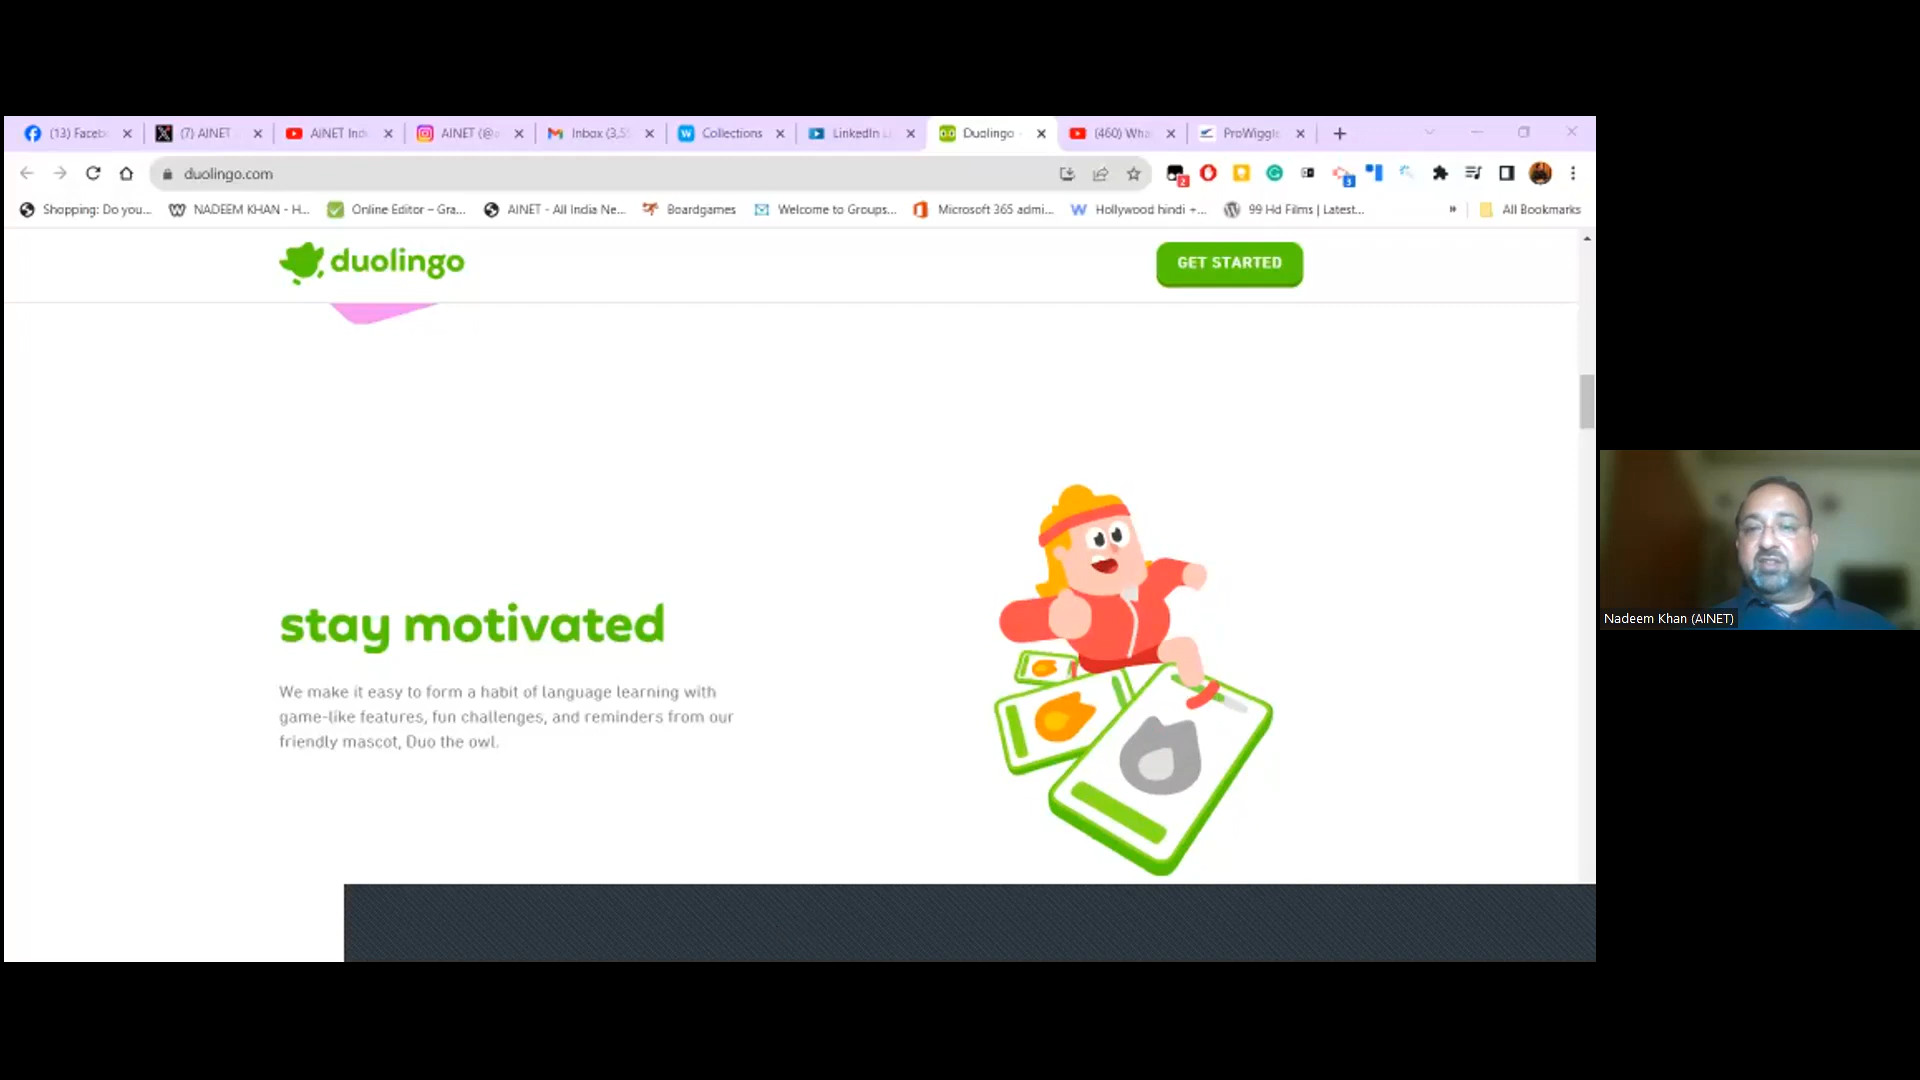 (13) Faceb
(7) AINET
AINET Ind
AINET (@
Inbox (3,5
Collections
LinkedIn L
Duolingo -
(460) Wha
ProWiggle
duolingo.com
2
3
Shopping: Do you...
NADEEM KHAN - H...
Online Editor – Gra...
AINET - All India Ne...
Boardgames
Welcome to Groups...
Microsoft 365 admi...
Hollywood hindi +...
99 Hd Films | Latest...
»
All Bookmarks
duolingo
GET STARTED
stay motivated
We make it easy to form a habit of language learning with
game-like features, fun challenges, and reminders from our
friendly mascot, Duo the owl.
Nadeem Khan (AINET)